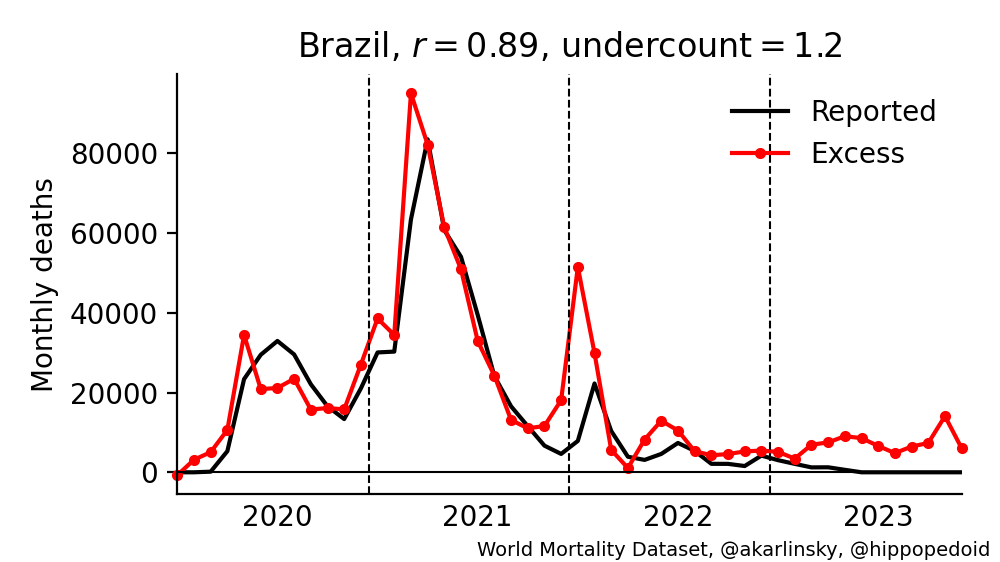 Brazil, r = 0.89, undercount = 1.2
Reported
Excess
Monthly deaths
80000
60000
40000
20000
0
2020 2021 2022 2023
World Mortality Dataset, @akarlinsky, @hippopedoid